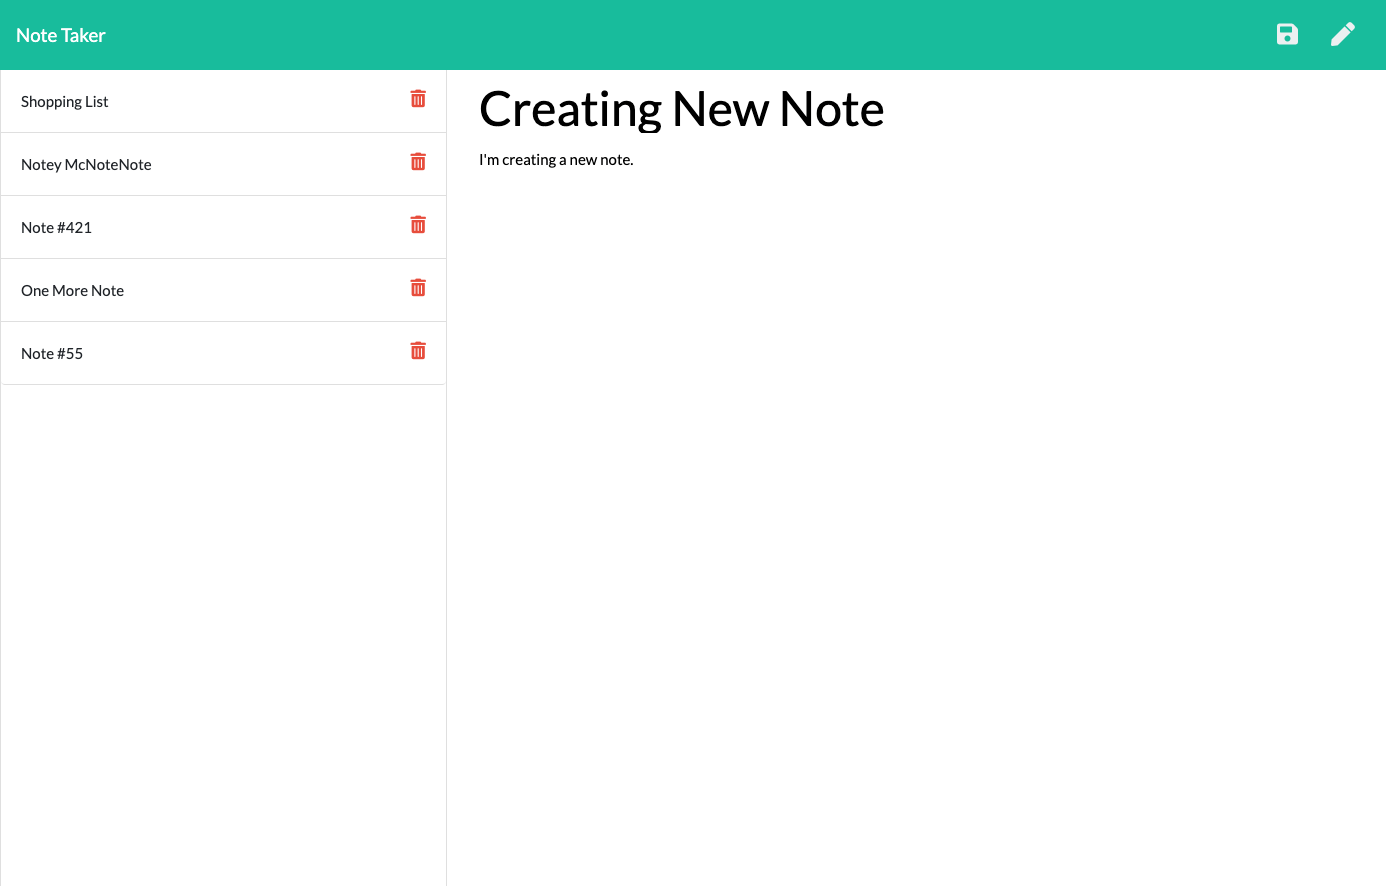 Note Taker
Shopping List
Notey McNoteNote
Note #421
One More Note
Note #55
Creating New Note
I'm creating a new note.